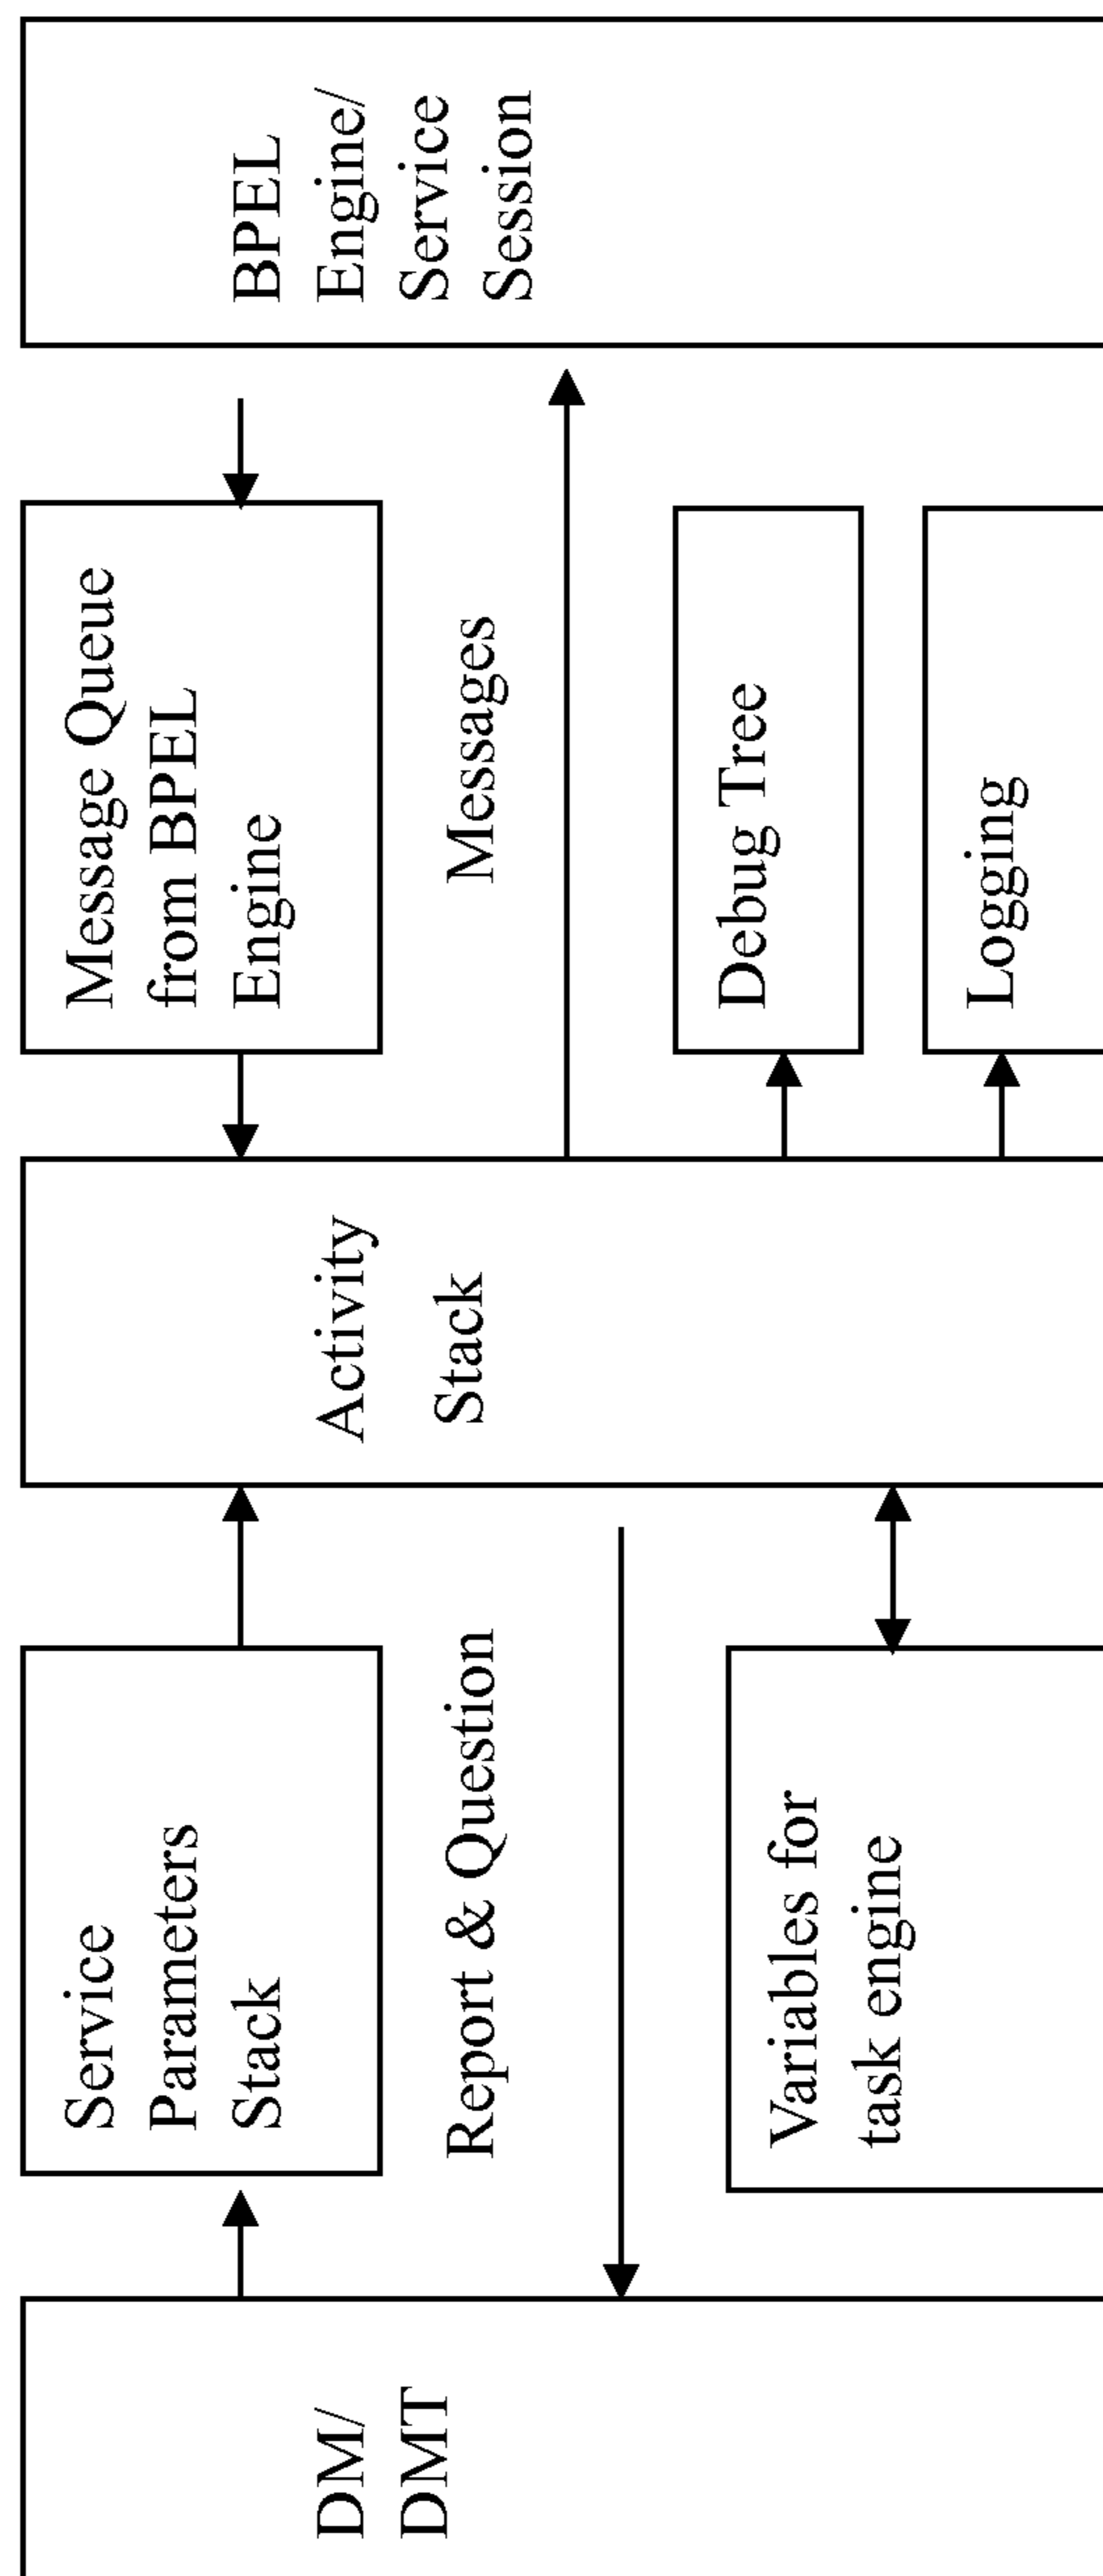 DM/
DMT
Service
Parameters
Stack
Report & Question
Variables for
task engine
Activity
Stack
Message Queue
from BPEL
Engine
Messages
Debug Tree
Logging
BPEL
Engine/
Service
Session